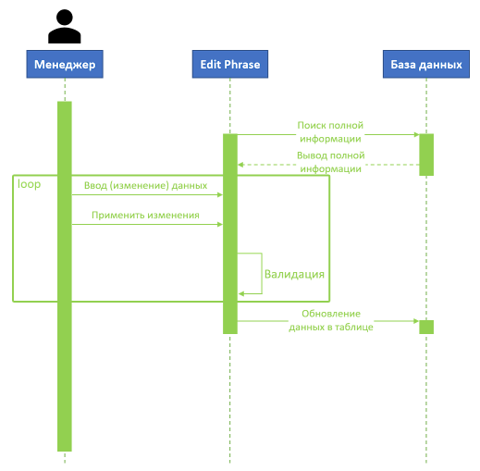 Менеджер
Edit Phrase
База данных
Поиск полной
информации
Вывод полной
информации
loop
Ввод (изменение) данных
Применить изменения
Валидация
Обновление
данных в таблице